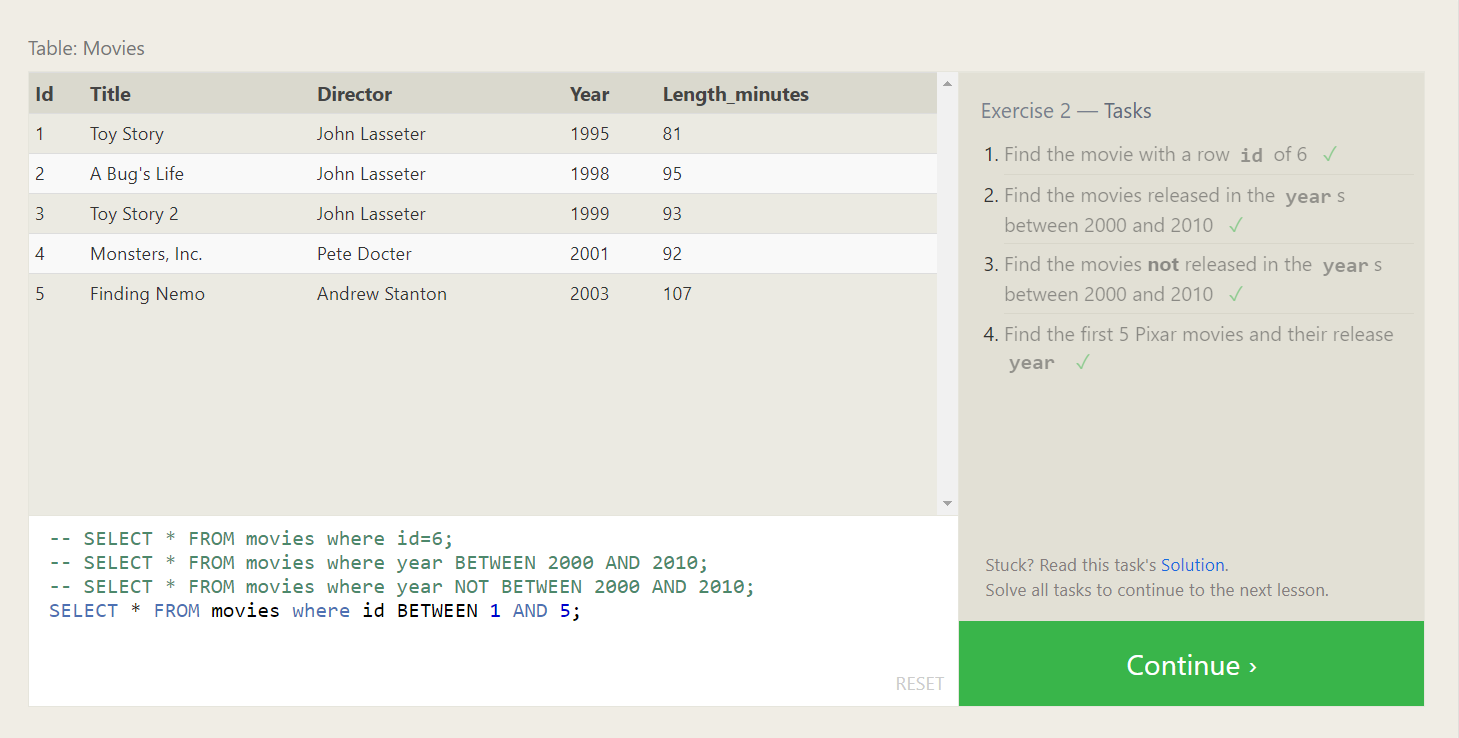 Table: Movies
Id Title Director Year Length_minutes
1 Toy Story John Lasseter 1995 81
2 A Bug's Life John Lasseter 1998 95
3 Toy Story 2 John Lasseter 1999 93
4 Monsters, Inc. Pete Docter 2001 92
5 Finding Nemo Andrew Stanton 2003 107
-- SELECT * FROM movies where id=6;
-- SELECT * FROM movies where year BETWEEN 2000 AND 2010;
-- SELECT * FROM movies where year NOT BETWEEN 2000 AND 2010;
SELECT * FROM movies where id BETWEEN 1 AND 5;
RESET
Exercise 2 — Tasks
1. Find the movie with a row id of 6 ✓
2. Find the movies released in the year s
between 2000 and 2010 ✓
3. Find the movies not released in the year s
between 2000 and 2010 ✓
4. Find the first 5 Pixar movies and their release
year ✓
Stuck? Read this task's Solution.
Solve all tasks to continue to the next lesson.
Continue ›